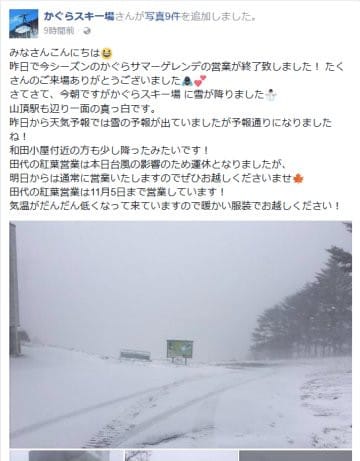 かぐらスキー場さんが写真9件を追加しました。
9時間前
みなさんこんにちは😆
昨日で今シーズンのかぐらサマーゲレンデの営業が終了致しました！ たく
さんのご来場ありがとうございました🙇💕
さてさて、今朝ですがかぐらスキー場 に雪が降りました⛄
山頂駅も辺り一面の真っ白です。
昨日から天気予報では雪の予報が出ていましたが予報通りになりました
ね！
和田小屋付近の方も少し降ったみたいです！
田代の紅葉営業は本日台風の影響のため運休となりましたが、
明日からは通常に営業いたしますのでぜひお越しくださいませ🍁
田代の紅葉営業は11月5日まで営業しています！
気温がだんだん低くなって来ていますので暖かい服装でお越しください！